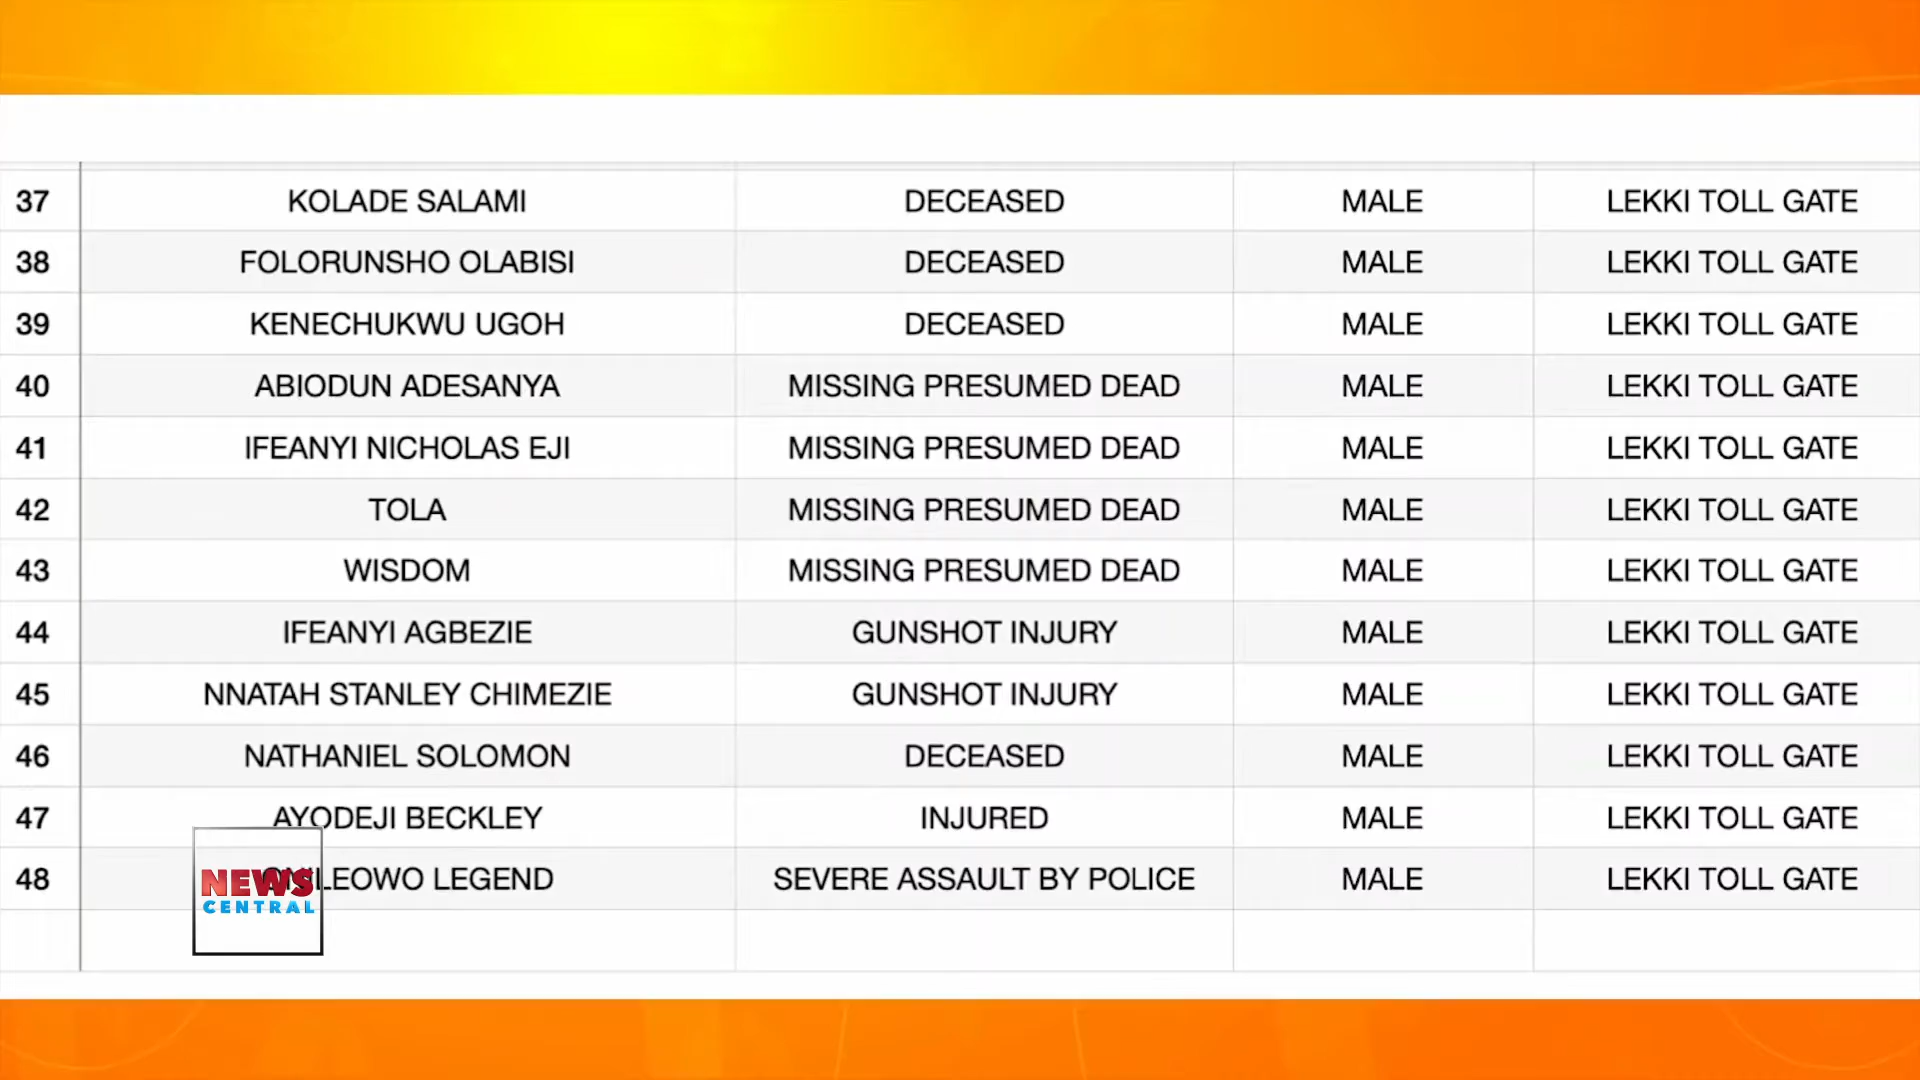 37 KOLADE SALAMI DECEASED MALE LEKKI TOLL GATE
38 FOLORUNSHO OLABISI DECEASED MALE LEKKI TOLL GATE
39 KENECHUKWU UGOH DECEASED MALE LEKKI TOLL GATE
40 ABIODUN ADESANYA MISSING PRESUMED DEAD MALE LEKKI TOLL GATE
41 IFEANYI NICHOLAS EJI MISSING PRESUMED DEAD MALE LEKKI TOLL GATE
42 TOLA MISSING PRESUMED DEAD MALE LEKKI TOLL GATE
43 WISDOM MISSING PRESUMED DEAD MALE LEKKI TOLL GATE
44 IFEANYI AGBEZIE GUNSHOT INJURY MALE LEKKI TOLL GATE
45 NNATAH STANLEY CHIMEZIE GUNSHOT INJURY MALE LEKKI TOLL GATE
46 NATHANIEL SOLOMON DECEASED MALE LEKKI TOLL GATE
47 AYODEJI BECKLEY INJURED MALE LEKKI TOLL GATE
48 LEGEND SEVERE ASSAULT BY POLICE MALE LEKKI TOLL GATE
NEWS
CENTRAL